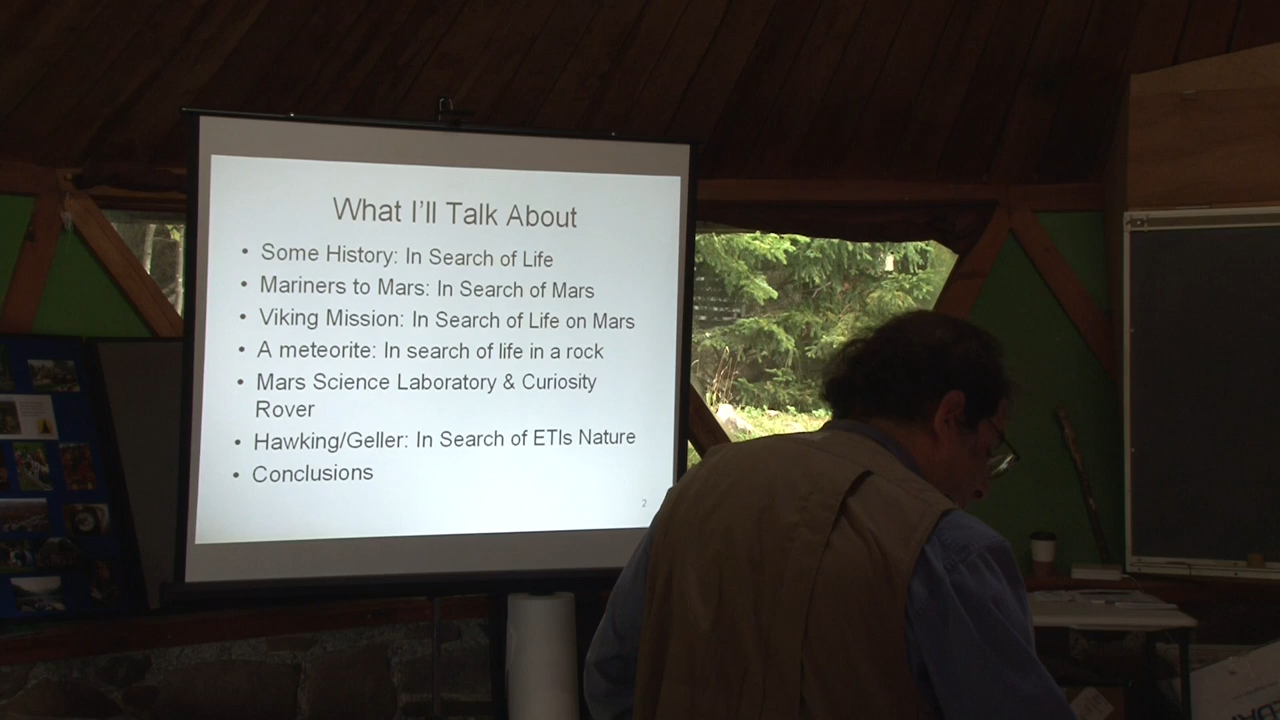 What I'll Talk About
• Some History: In Search of Life
• Mariners to Mars: In Search of Mars
• Viking Mission: In Search of Life on Mars
• A meteorite: In search of life in a rock
• Mars Science Laboratory & Curiosity
Rover
• Hawking/Geller: In Search of ETIs Nature
• Conclusions
2